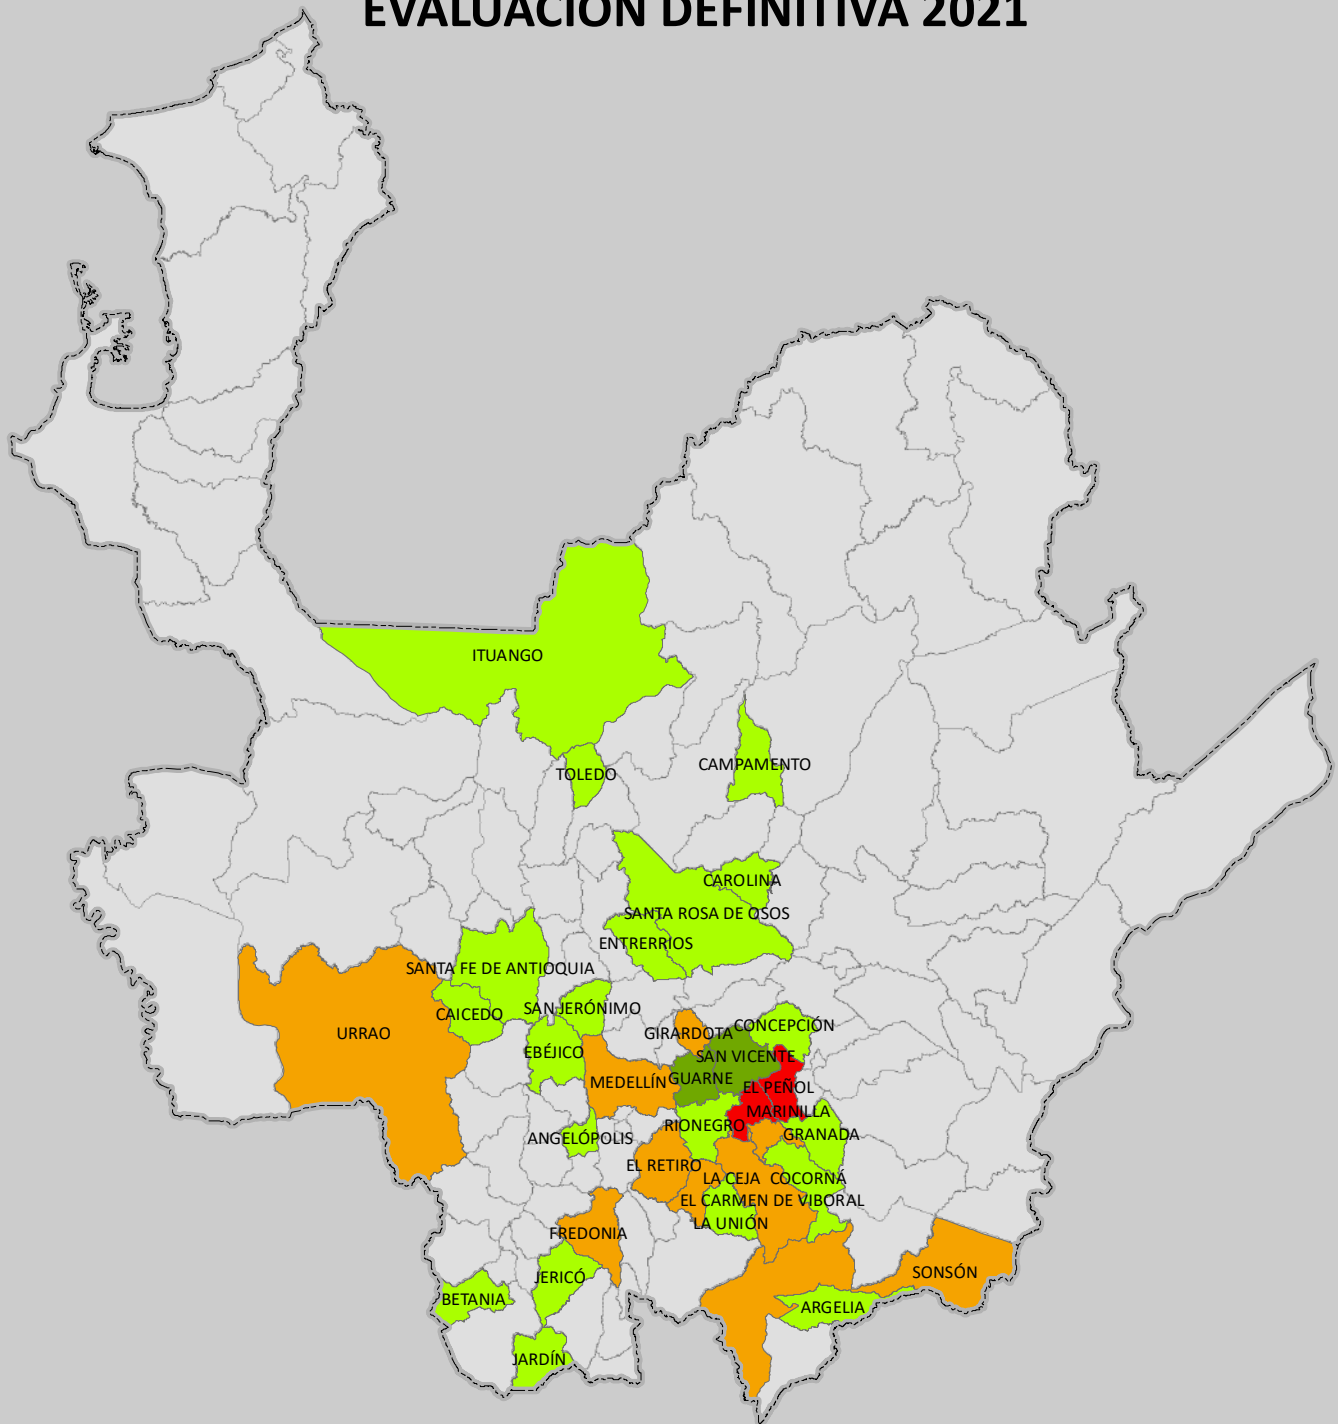 EVALUACIÓN DEFINITIVA 2021
ITUANGO
CAMPAMENTO
TOLEDO
CAROLINA
SANTA ROSA DE OSOS
ENTRERRIOS
SANTA FE DE ANTIOQUIA
SAN JERÓNIMO
CAICEDO
CONCEPCIÓN
GIRARDOTA
URRAO
EBÉJICO
SAN VICENTE
GUARNE
MEDELLÍN
EL PEÑOL
MARINILLA
RIONEGRO
GRANADA
ANGELÓPOLIS
EL RETIRO
LA CEJA
COCORNÁ
EL CARMEN DE VIBORAL
LA UNIÓN
FREDONIA
SONSÓN
JERICÓ
BETANIA
ARGELIA
JARDÍN